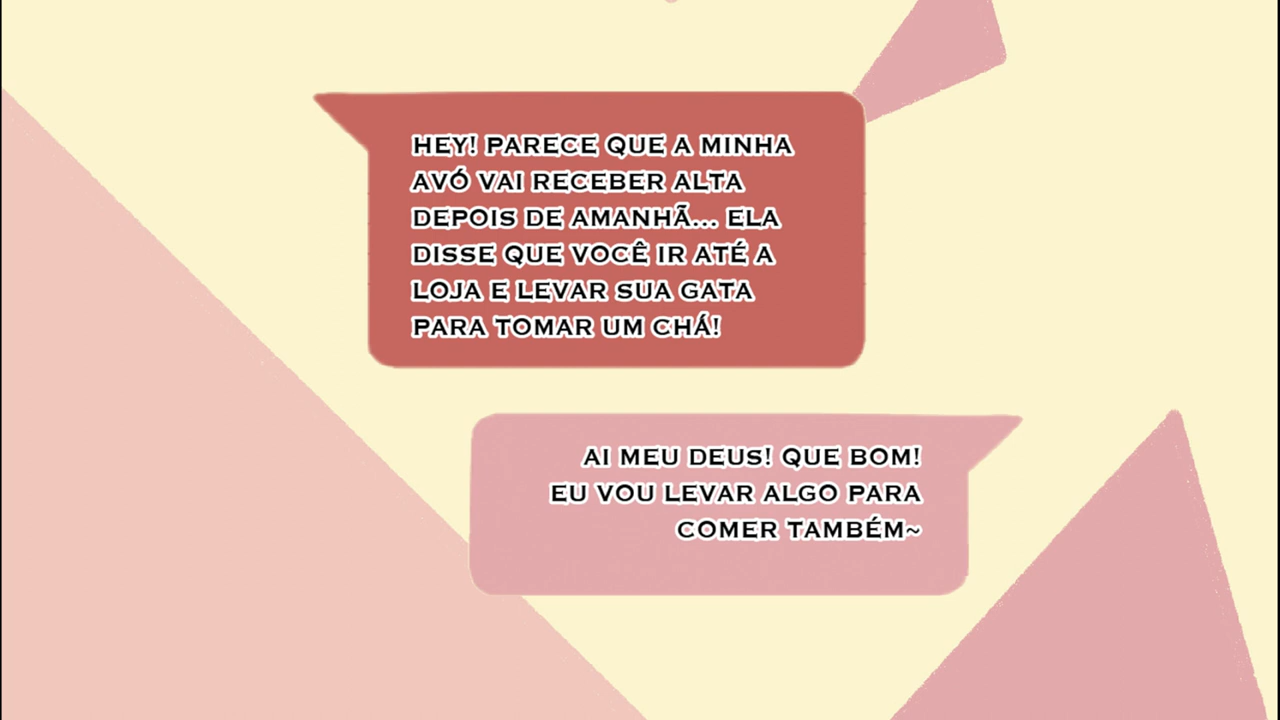 HEY! PARECE QUE A MINHA
AVÓ VAI RECEBER ALTA
DEPOIS DE AMANHÃ... ELA
DISSE QUE VOCÊ IR ATÉ A
LOJA E LEVAR SUA GATA
PARA TOMAR UM CHÁ!
AI MEU DEUS! QUE BOM!
EU VOU LEVAR ALGO PARA
COMER TAMBÉM~